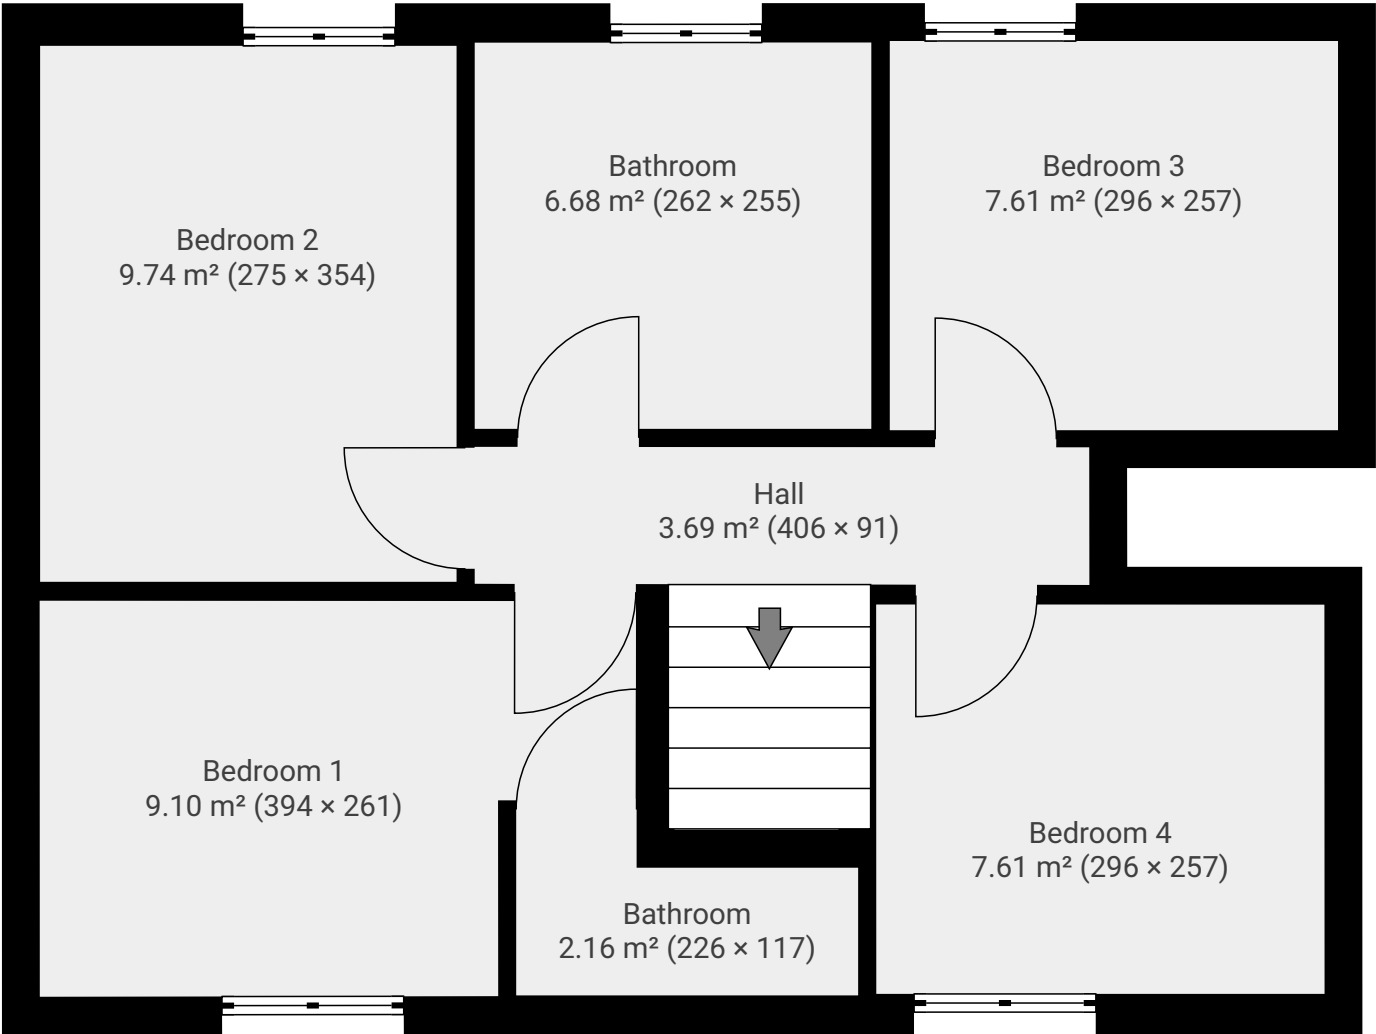 Bathroom
6.68 m² (262 × 255)
Bedroom 3
7.61 m² (296 × 257)
Bedroom 2
9.74 m² (275 × 354)
Hall
3.69 m² (406 × 91)
Bedroom 1
9.10 m² (394 × 261)
Bedroom 4
7.61 m² (296 × 257)
Bathroom
2.16 m² (226 × 117)